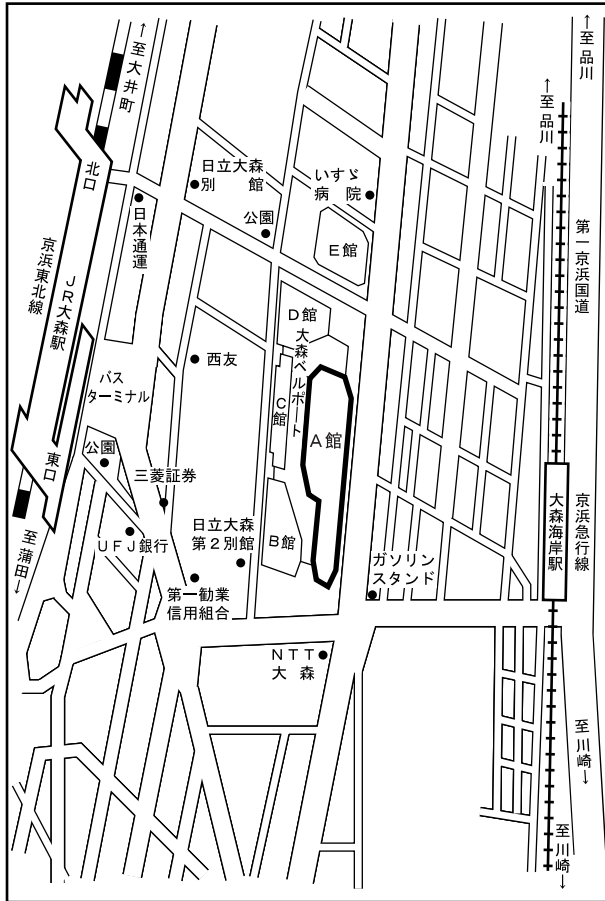 ←至品川
←至大井町
←至品川
北口
日立大森
別館
いすゞ
病院
日本通運
公園
E館
第一京浜国道
京浜東北線
JR大森駅
D館
大森ベルポート
西友
バス
ターミナル
C館
A館
公園
東口
三菱証券
大森海岸駅
京浜急行線
UFJ銀行
日立大森
第2別館
B館
至蒲田→
第一勧業
信用組合
ガソリン
スタンド
NTT
大森
至川崎→
至川崎→